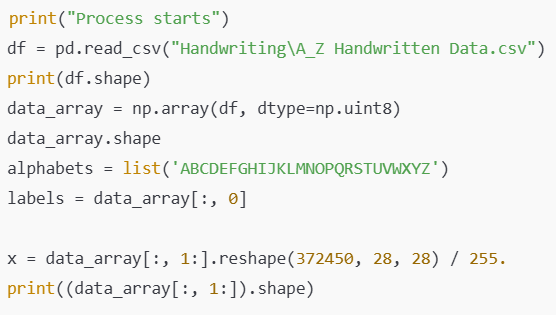 print("Process starts")
df = pd.read_csv("Handwriting\A_Z Handwritten Data.csv")
print(df.shape)
data_array = np.array(df, dtype=np.uint8)
data_array.shape
alphabets = list('ABCDEFGHIJKLMNOPQRSTUVWXYZ')
labels = data_array[:, 0]

x = data_array[:, 1:].reshape(372450, 28, 28) / 255.
print((data_array[:, 1:]).shape)